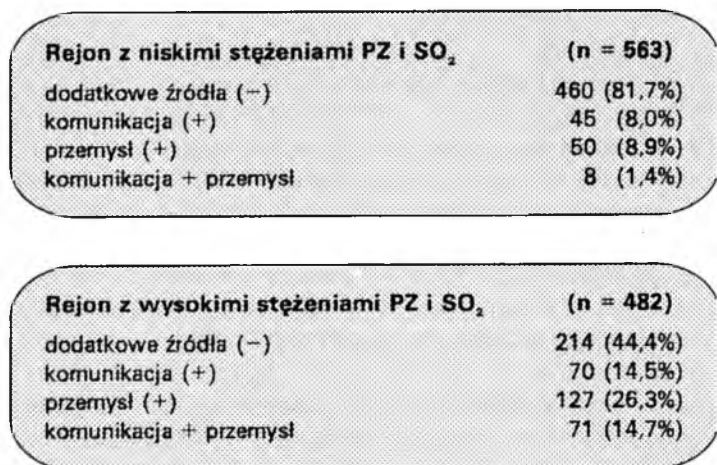 Rejon z niskimi stężeniami PZ i SO₂ (n = 563)
dodatkowe źródła (−) 460 (81,7%)
komunikacja (+) 45 (8,0%)
przemysł (+) 50 (8,9%)
komunikacja + przemysł 8 (1,4%)
Rejon z wysokimi stężeniami PZ i SO₂ (n = 482)
dodatkowe źródła (−) 214 (44,4%)
komunikacja (+) 70 (14,5%)
przemysł (+) 127 (26,3%)
komunikacja + przemysł 71 (14,7%)